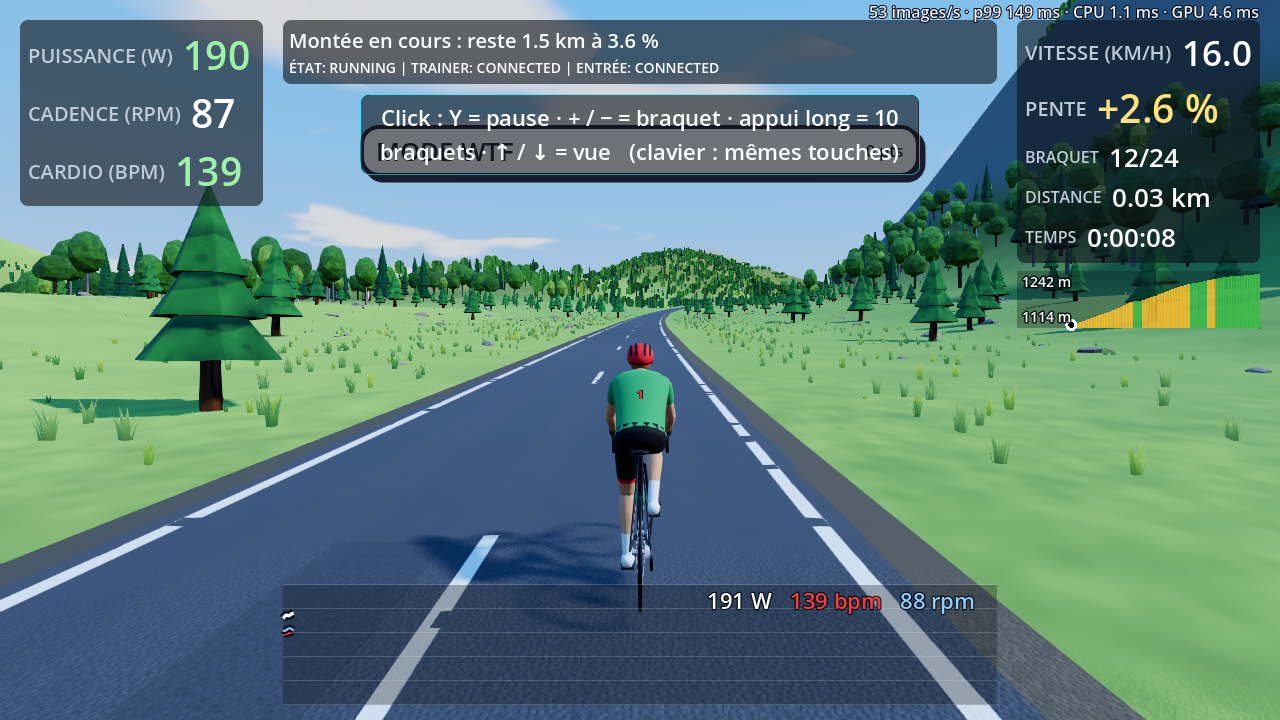 53 images/s · p99 149 ms · CPU 1.1 ms · GPU 4.6 ms
PUISSANCE (W) 190
CADENCE (RPM) 87
CARDIO (BPM) 139
Montée en cours : reste 1.5 km à 3.6 %
ÉTAT: RUNNING | TRAINER: CONNECTED | ENTRÉE: CONNECTED
Click : Y = pause · + / − = braquet · appui long = 10
braquets · ↑ / ↓ = vue (clavier : mêmes touches)
MODE WTF
VITESSE (KM/H) 16.0
PENTE +2.6 %
BRAQUET 12/24
DISTANCE 0.03 km
TEMPS 0:00:08
1242 m
1114 m
1
191 W 139 bpm 88 rpm